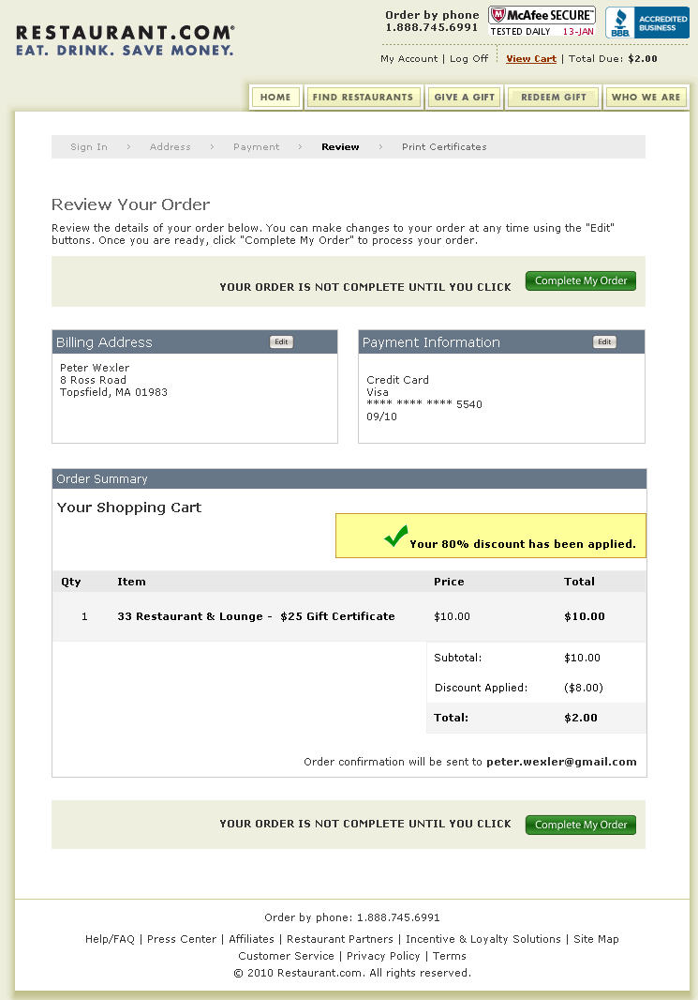 RESTAURANT.COM®
EAT. DRINK. SAVE MONEY.
Order by phone
1.888.745.6991
McAfee SECURE™
TESTED DAILY 13-JAN
BBB.
ACCREDITED
BUSINESS
My Account | Log Off
View Cart | Total Due: $2.00
HOME
FIND RESTAURANTS
GIVE A GIFT
REDEEM GIFT
WHO WE ARE
Sign In > Address > Payment > Review > Print Certificates
Review Your Order
Review the details of your order below. You can make changes to your order at any time using the "Edit"
buttons. Once you are ready, click "Complete My Order" to process your order.
YOUR ORDER IS NOT COMPLETE UNTIL YOU CLICK Complete My Order
Billing Address Edit
Peter Wexler
8 Ross Road
Topsfield, MA 01983
Payment Information Edit
Credit Card
Visa
**** **** **** 5540
09/10
Order Summary
Your Shopping Cart
Your 80% discount has been applied.
Qty Item Price Total
1 33 Restaurant & Lounge - $25 Gift Certificate $10.00 $10.00
Subtotal: $10.00
Discount Applied: ($8.00)
Total: $2.00
Order confirmation will be sent to peter.wexler@gmail.com
YOUR ORDER IS NOT COMPLETE UNTIL YOU CLICK Complete My Order
Order by phone: 1.888.745.6991
Help/FAQ | Press Center | Affiliates | Restaurant Partners | Incentive & Loyalty Solutions | Site Map
Customer Service | Privacy Policy | Terms
© 2010 Restaurant.com. All rights reserved.